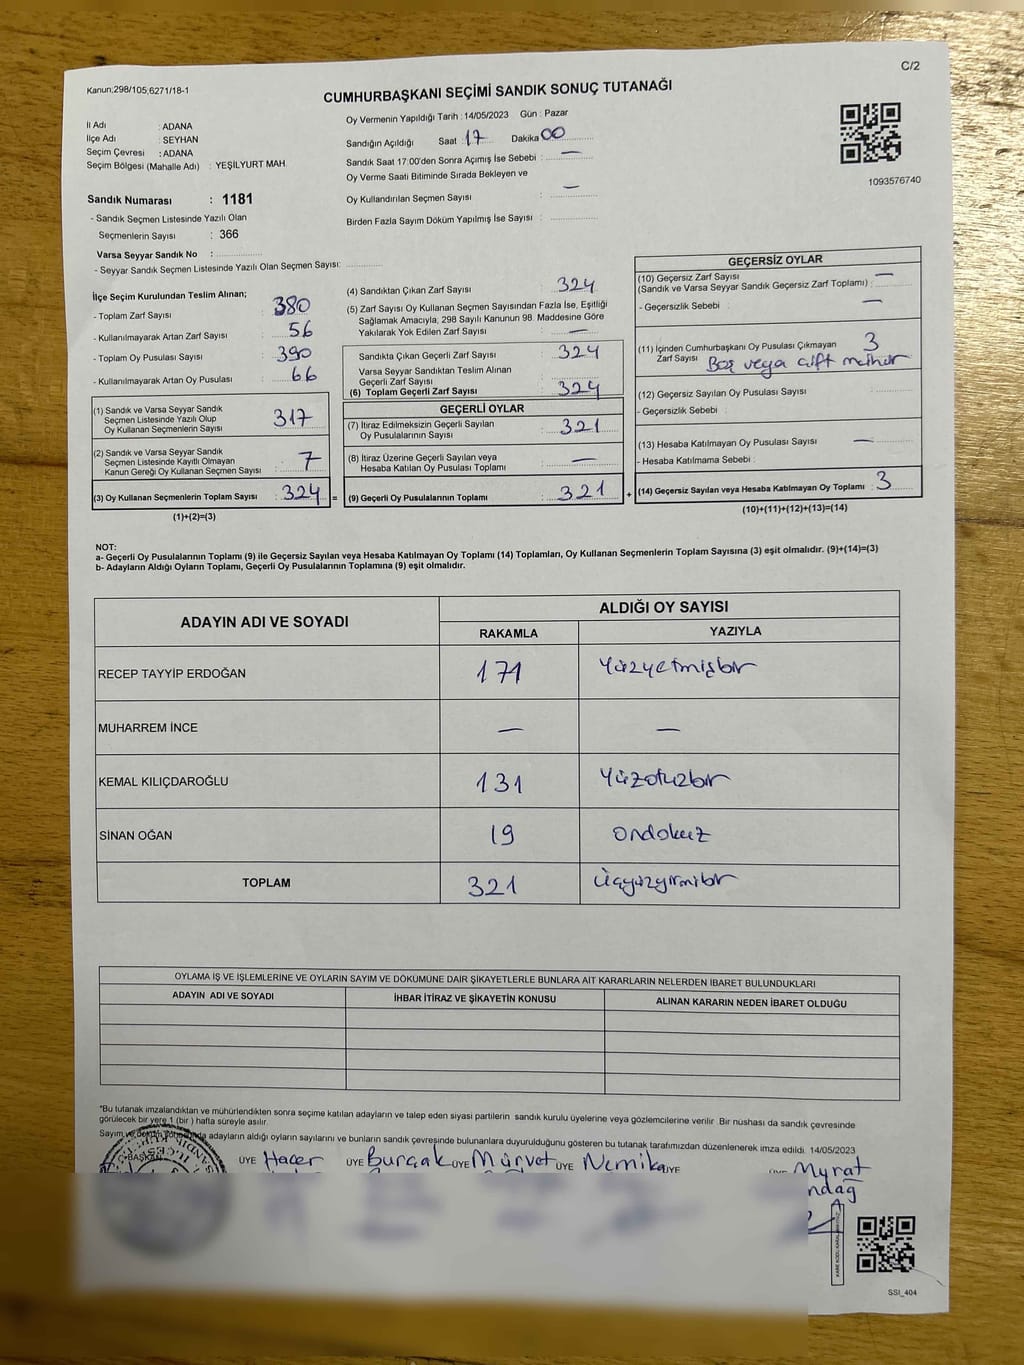 C/2
Kanun;298/105,6271/18-1
CUMHURBAŞKANI SEÇİMİ SANDIK SONUÇ TUTANAĞI
İl Adı : ADANA
İlçe Adı : SEYHAN
Seçim Çevresi : ADANA
Seçim Bölgesi (Mahalle Adı) : YEŞİLYURT MAH.
Sandık Numarası : 1181
- Sandık Seçmen Listesinde Yazılı Olan
Seçmenlerin Sayısı : 366
Varsa Seyyar Sandık No :
- Seyyar Sandık Seçmen Listesinde Yazılı Olan Seçmen Sayısı:
Oy Vermenin Yapıldığı Tarih : 14/05/2023 Gün : Pazar
Sandığın Açıldığı Saat : 17 Dakika 00
Sandık Saat 17:00'den Sonra Açımış İse Sebebi : —
Oy Verme Saati Bitiminde Sırada Bekleyen ve
Oy Kullandırılan Seçmen Sayısı : —
Birden Fazla Sayım Döküm Yapılmış İse Sayısı :
1093576740
İlçe Seçim Kurulundan Teslim Alınan;
- Toplam Zarf Sayısı : 380
- Kullanılmayarak Artan Zarf Sayısı : 56
- Toplam Oy Pusulası Sayısı : 390
- Kullanılmayarak Artan Oy Pusulası : 66
(1) Sandık ve Varsa Seyyar Sandık
Seçmen Listesinde Yazılı Olup
Oy Kullanan Seçmenlerin Sayısı : 317
(2) Sandık ve Varsa Seyyar Sandık
Seçmen Listesinde Kayıtlı Olmayan
Kanun Gereği Oy Kullanan Seçmen Sayısı : 7
(3) Oy Kullanan Seçmenlerin Toplam Sayısı : 324 =
(1)+(2)=(3)
(4) Sandıktan Çıkan Zarf Sayısı : 324
(5) Zarf Sayısı Oy Kullanan Seçmen Sayısından Fazla İse, Eşitliği
Sağlamak Amacıyla, 298 Sayılı Kanunun 98. Maddesine Göre
Yakılarak Yok Edilen Zarf Sayısı : —
Sandıkta Çıkan Geçerli Zarf Sayısı : 324
Varsa Seyyar Sandıktan Teslim Alınan
Geçerli Zarf Sayısı :
(6) Toplam Geçerli Zarf Sayısı : 324
GEÇERLİ OYLAR
(7) İtiraz Edilmeksizin Geçerli Sayılan
Oy Pusulalarının Sayısı : 321
(8) İtiraz Üzerine Geçerli Sayılan veya
Hesaba Katılan Oy Pusulası Toplamı : —
(9) Geçerli Oy Pusulalarının Toplamı : 321 +
GEÇERSİZ OYLAR
(10) Geçersiz Zarf Sayısı
(Sandık ve Varsa Seyyar Sandık Geçersiz Zarf Toplamı) : —
- Geçersizlik Sebebi : —
(11) İçinden Cumhurbaşkanı Oy Pusulası Çıkmayan
Zarf Sayısı : 3
Boş veya çift mühür
(12) Geçersiz Sayılan Oy Pusulası Sayısı :
- Geçersizlik Sebebi :
(13) Hesaba Katılmayan Oy Pusulası Sayısı : —
- Hesaba Katılmama Sebebi :
(14) Geçersiz Sayılan veya Hesaba Katılmayan Oy Toplamı : 3
(10)+(11)+(12)+(13)=(14)
NOT:
a- Geçerli Oy Pusulalarının Toplamı (9) ile Geçersiz Sayılan veya Hesaba Katılmayan Oy Toplamı (14) Toplamları, Oy Kullanan Seçmenlerin Toplam Sayısına (3) eşit olmalıdır. (9)+(14)=(3)
b- Adayların Aldığı Oyların Toplamı, Geçerli Oy Pusulalarının Toplamına (9) eşit olmalıdır.
ADAYIN ADI VE SOYADI ALDIĞI OY SAYISI
RAKAMLA YAZIYLA
RECEP TAYYİP ERDOĞAN 171 Yüzyetmişbir
MUHARREM İNCE — —
KEMAL KILIÇDAROĞLU 131 Yüzotuzbir
SİNAN OĞAN 19 Ondokuz
TOPLAM 321 Üçyüzyirmibir
OYLAMA İŞ VE İŞLEMLERİNE VE OYLARIN SAYIM VE DÖKÜMÜNE DAİR ŞİKAYETLERLE BUNLARA AİT KARARLARIN NELERDEN İBARET BULUNDUKLARI
ADAYIN ADI VE SOYADI İHBAR İTİRAZ VE ŞİKAYETİN KONUSU ALINAN KARARIN NEDEN İBARET OLDUĞU
*Bu tutanak imzalandıktan ve mühürlendikten sonra seçime katılan adayların ve talep eden siyasi partilerin sandık kurulu üyelerine veya gözlemcilerine verilir. Bir nüshası da sandık çevresinde
görülecek bir yere 1 (bir) hafta süreyle asılır.
Sayım ve döküm sonunda adayların aldığı oyların sayılarını ve bunların sandık çevresinde bulunanlara duyurulduğunu gösteren bu tutanak tarafımızdan düzenlenerek imza edildi. 14/05/2023
BAŞKAN ÜYE Hacer ÜYE Burçak ÜYE Mürvet ÜYE Nemika ÜYE Murat
ndağ
SSI_404